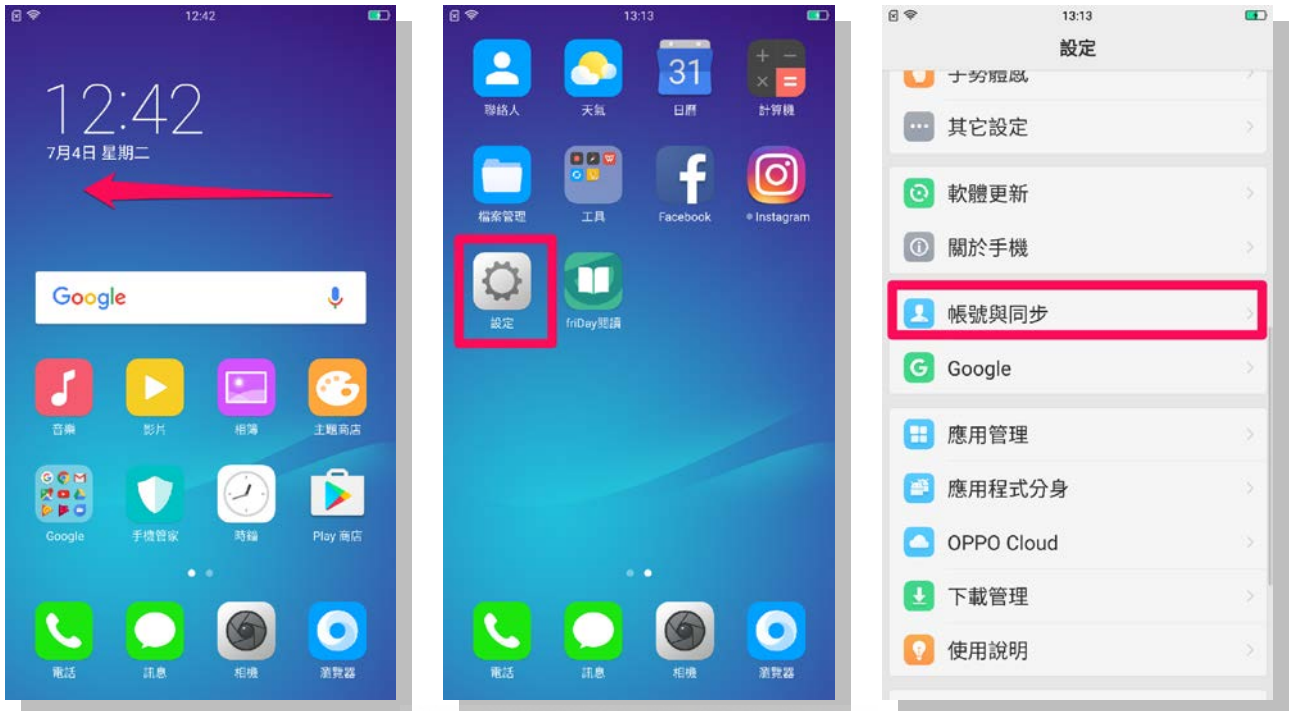 12:42
12:42
7月4日 星期二
Google
音樂
影片
相簿
主題商店
Google
手機管家
時鐘
Play 商店
電話
訊息
相機
瀏覽器
13:13
31
聯絡人
天氣
日曆
計算機
檔案管理
工具
Facebook
Instagram
設定
friDay閱讀
電話
訊息
相機
瀏覽器
13:13
設定
手勢體感
其它設定
軟體更新
關於手機
帳號與同步
Google
應用管理
應用程式分身
OPPO Cloud
下載管理
使用說明